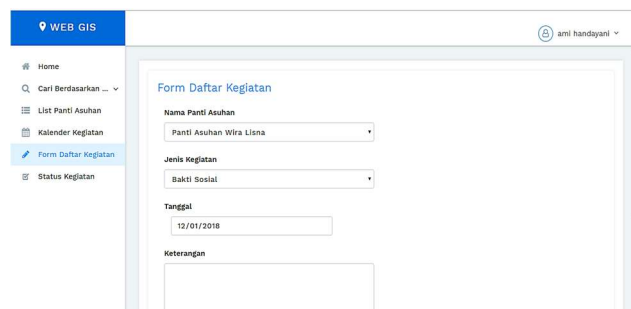 WEB GIS
ami handayani
Home
Cari Berdasarkan ...
List Panti Asuhan
Kalender Kegiatan
Form Daftar Kegiatan
Status Kegiatan
Form Daftar Kegiatan
Nama Panti Asuhan
Panti Asuhan Wira Lisna
Jenis Kegiatan
Bakti Sosial
Tanggal
12/01/2018
Keterangan